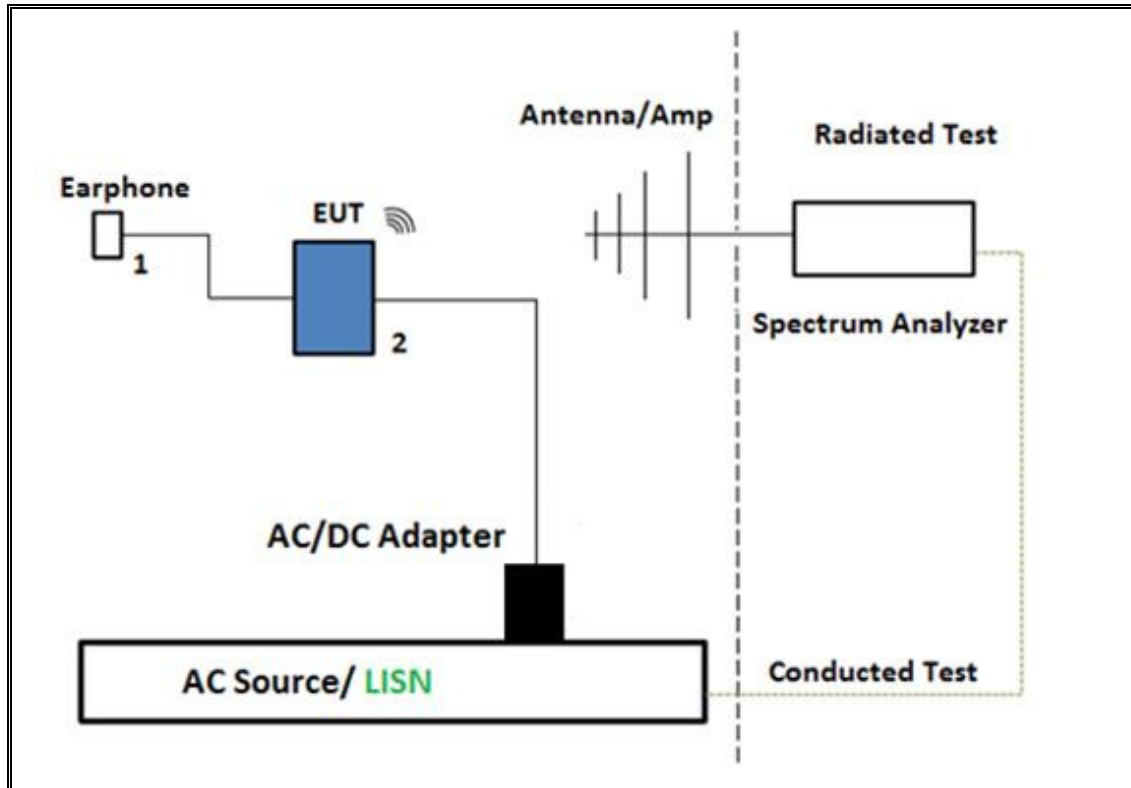 Antenna/Amp
Radiated Test
Earphone
1
EUT
2
Spectrum Analyzer
AC/DC Adapter
AC Source/ LISN
Conducted Test